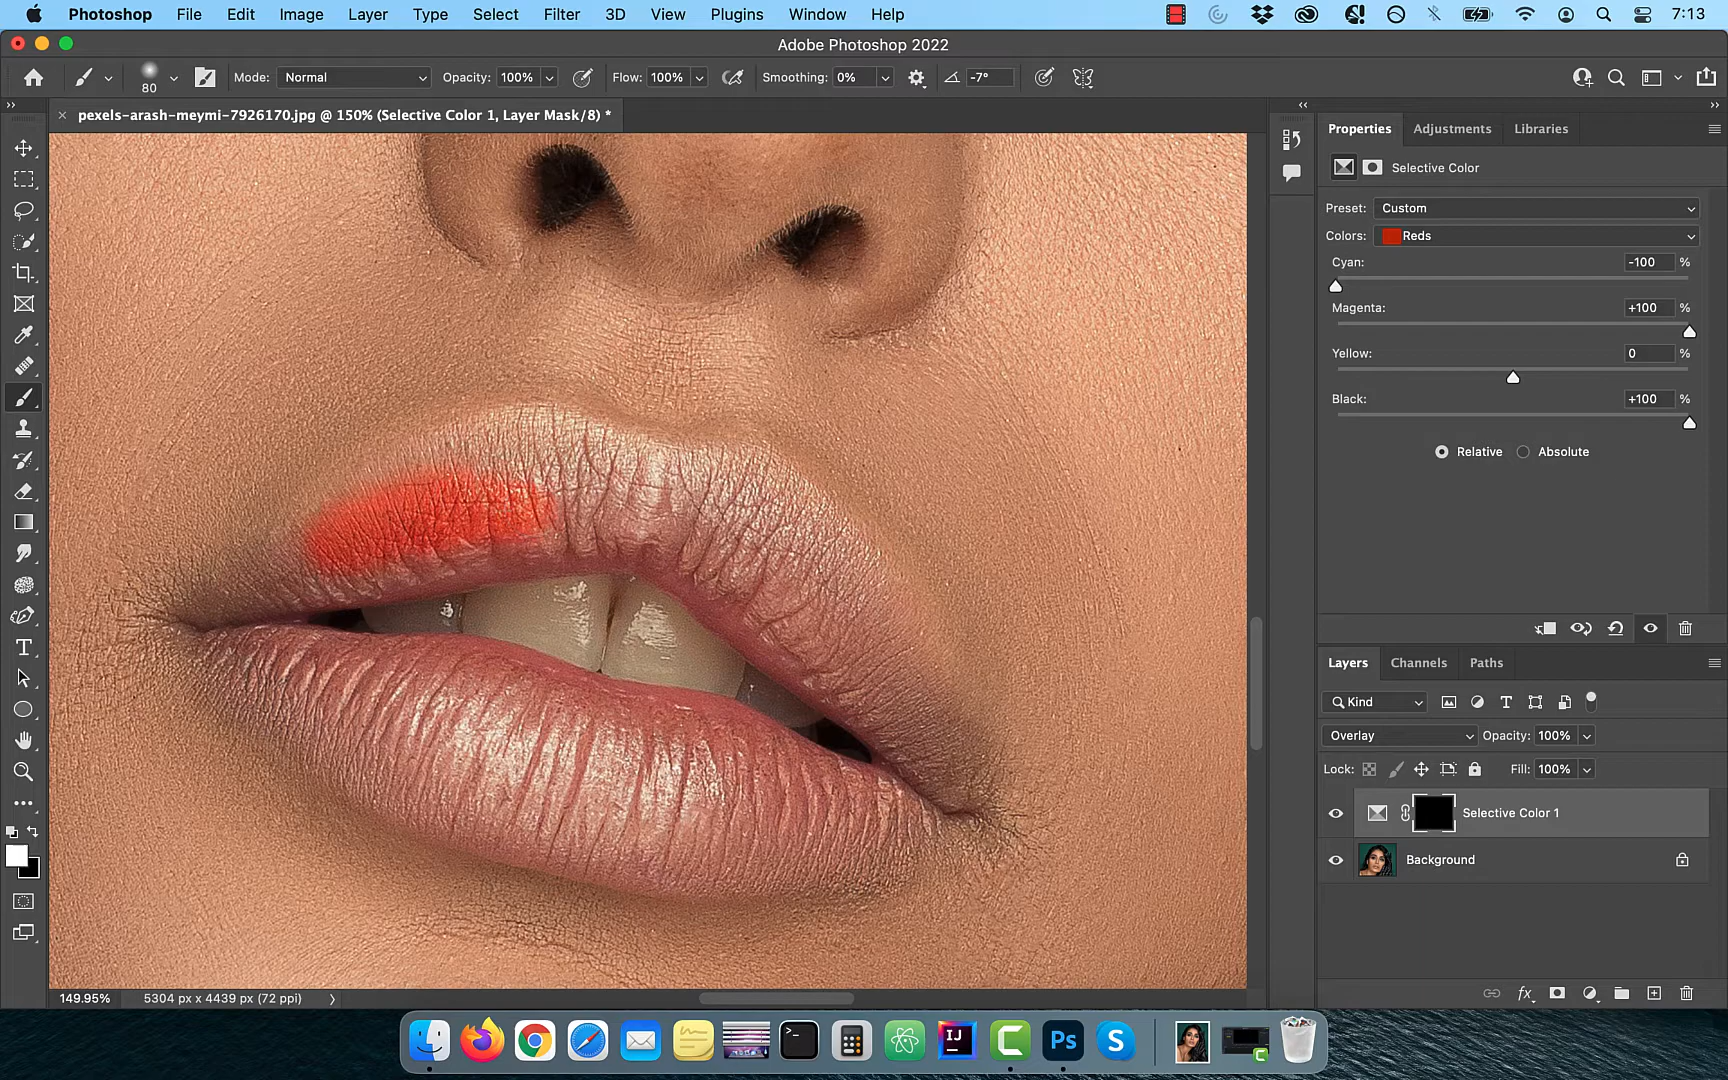 Photoshop File Edit Image Layer Type Select Filter 3D View Plugins Window Help 7:13
Adobe Photoshop 2022
80 Mode: Normal Opacity: 100% Flow: 100% Smoothing: 0% -7°
pexels-arash-meymi-7926170.jpg @ 150% (Selective Color 1, Layer Mask/8) *
Properties Adjustments Libraries
Selective Color
Preset: Custom
Colors: Reds
Cyan: -100 %
Magenta: +100 %
Yellow: 0 %
Black: +100 %
Relative Absolute
Layers Channels Paths
Kind
Overlay Opacity: 100%
Lock: Fill: 100%
Selective Color 1
Background
fx
149.95% 5304 px x 4439 px (72 ppi)
IJ C Ps S